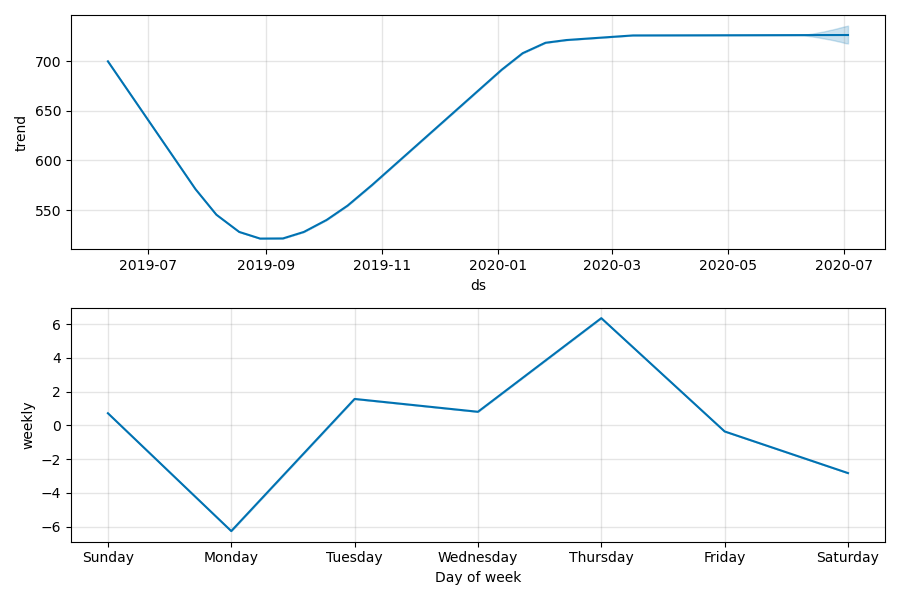 700
650
600
550
trend
2019-07 2019-09 2019-11 2020-01 2020-03 2020-05 2020-07
ds
6
4
2
0
−2
−4
−6
weekly
Sunday Monday Tuesday Wednesday Thursday Friday Saturday
Day of week